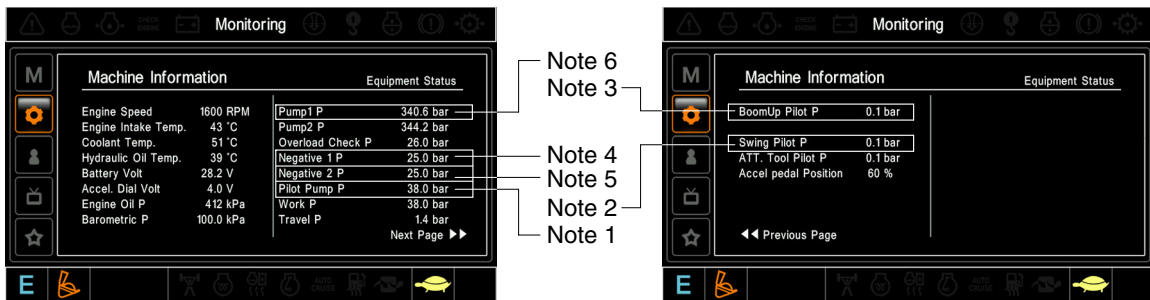 CHECK ENGINE Monitoring
M
Machine Information Equipment Status
Engine Speed 1600 RPM
Engine Intake Temp. 43 °C
Coolant Temp. 51 °C
Hydraulic Oil Temp. 39 °C
Battery Volt 28.2 V
Accel. Dial Volt 4.0 V
Engine Oil P 412 kPa
Barometric P 100.0 kPa
Pump1 P 340.6 bar
Pump2 P 344.2 bar
Overload Check P 26.0 bar
Negative 1 P 25.0 bar
Negative 2 P 25.0 bar
Pilot Pump P 38.0 bar
Work P 38.0 bar
Travel P 1.4 bar
Next Page ▶▶
E AUTO CRUISE
Note 6
Note 3
Note 4
Note 5
Note 2
Note 1
CHECK ENGINE Monitoring
M
Machine Information Equipment Status
BoomUp Pilot P 0.1 bar
Swing Pilot P 0.1 bar
ATT. Tool Pilot P 0.1 bar
Accel pedal Position 60 %
◀◀ Previous Page
E AUTO CRUISE